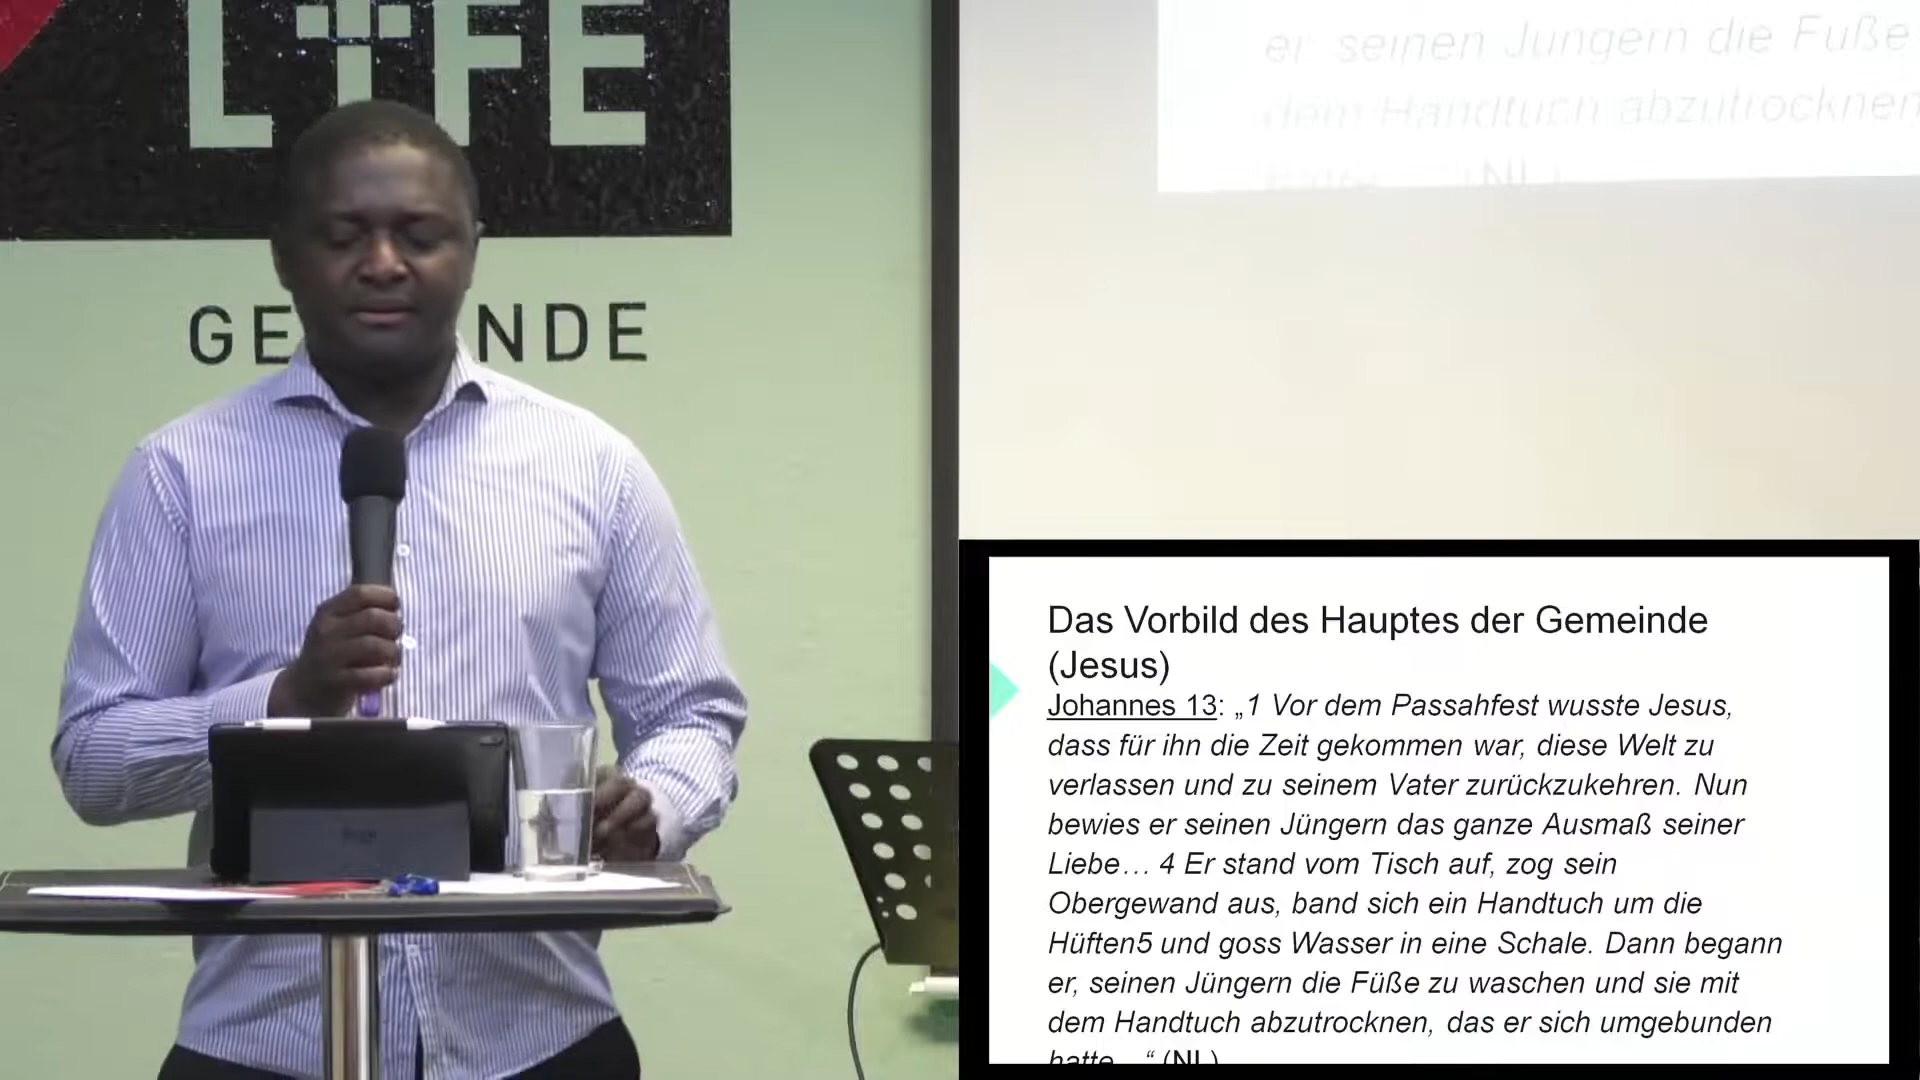 LIFE
GE NDE
er seinen Jüngern die Füße
dem Handtuch abzutrocknen
Das Vorbild des Hauptes der Gemeinde
(Jesus)
Johannes 13: „1 Vor dem Passahfest wusste Jesus,
dass für ihn die Zeit gekommen war, diese Welt zu
verlassen und zu seinem Vater zurückzukehren. Nun
bewies er seinen Jüngern das ganze Ausmaß seiner
Liebe… 4 Er stand vom Tisch auf, zog sein
Obergewand aus, band sich ein Handtuch um die
Hüften5 und goss Wasser in eine Schale. Dann begann
er, seinen Jüngern die Füße zu waschen und sie mit
dem Handtuch abzutrocknen, das er sich umgebunden
hatte…“ (NL)